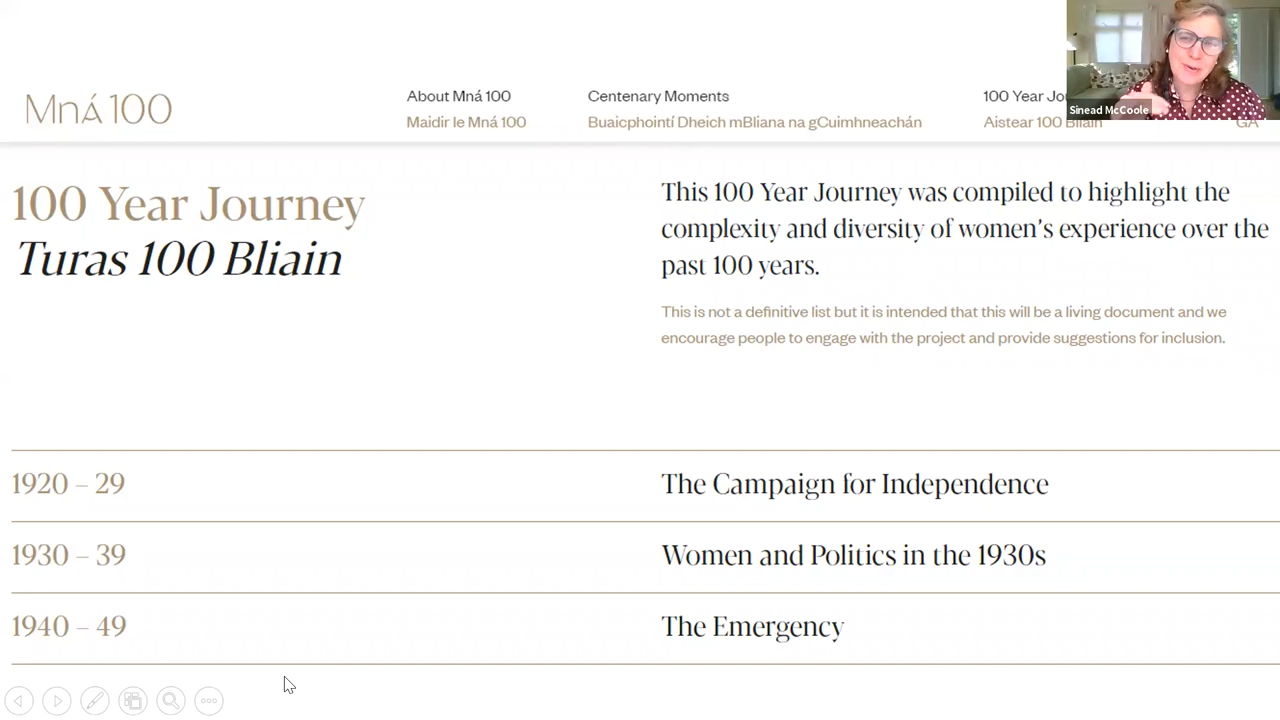 Mná 100
About Mná 100
Maidir le Mná 100
Centenary Moments
Buaicphointí Dheich mBliana na gCuimhneachán
100 Year
Aistear 100 Bliain
GA
Sinead McCoole
100 Year Journey
Turas 100 Bliain
This 100 Year Journey was compiled to highlight the
complexity and diversity of women's experience over the
past 100 years.
This is not a definitive list but it is intended that this will be a living document and we
encourage people to engage with the project and provide suggestions for inclusion.
1920 – 29
The Campaign for Independence
1930 – 39
Women and Politics in the 1930s
1940 – 49
The Emergency